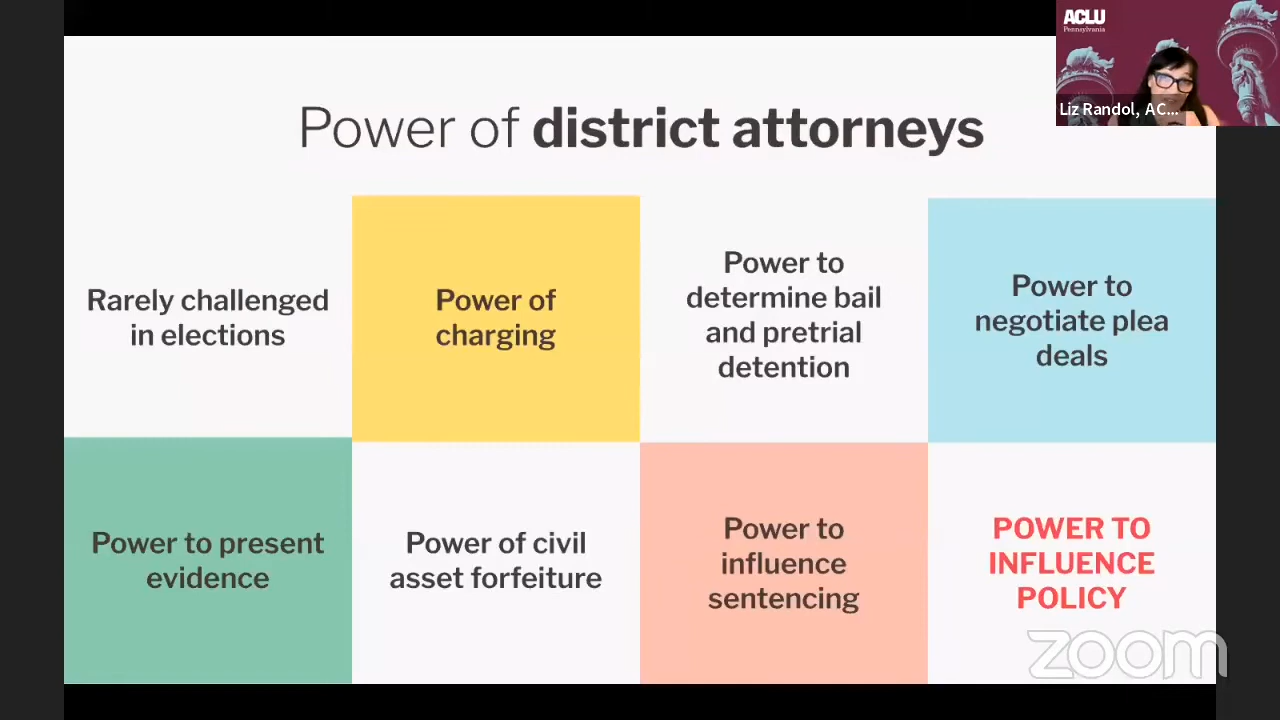 ACLU
Pennsylvania
Liz Randol, AC...
Power of district attorneys
Rarely challenged
in elections
Power of
charging
Power to
determine bail
and pretrial
detention
Power to
negotiate plea
deals
Power to present
evidence
Power of civil
asset forfeiture
Power to
influence
sentencing
POWER TO
INFLUENCE
POLICY
zoom